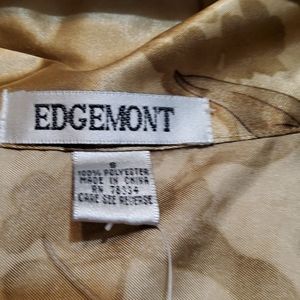 EDGEMONT
S
100% POLYESTER
MADE IN CHINA
RN 78334
CARE SEE REVERSE